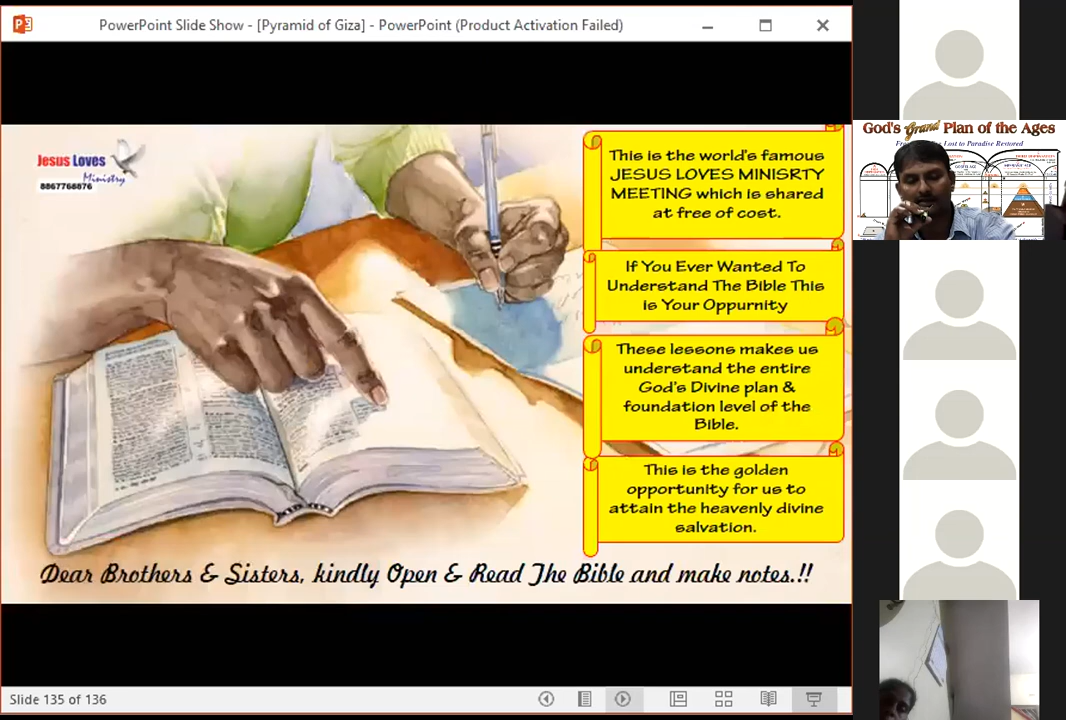 PowerPoint Slide Show - [Pyramid of Giza] - PowerPoint (Product Activation Failed)
Jesus Loves
Ministry
8867768876
This is the world's famous
JESUS LOVES MINISRTY
MEETING which is shared
at free of cost.
If You Ever Wanted To
Understand The Bible This
is Your Oppurnity
These lessons makes us
understand the entire
God's Divine plan &
foundation level of the
Bible.
This is the golden
opportunity for us to
attain the heavenly divine
salvation.
Dear Brothers & Sisters, kindly Open & Read The Bible and make notes.!!
Slide 135 of 136
God's Grand Plan of the Ages
Lost to Paradise Restored